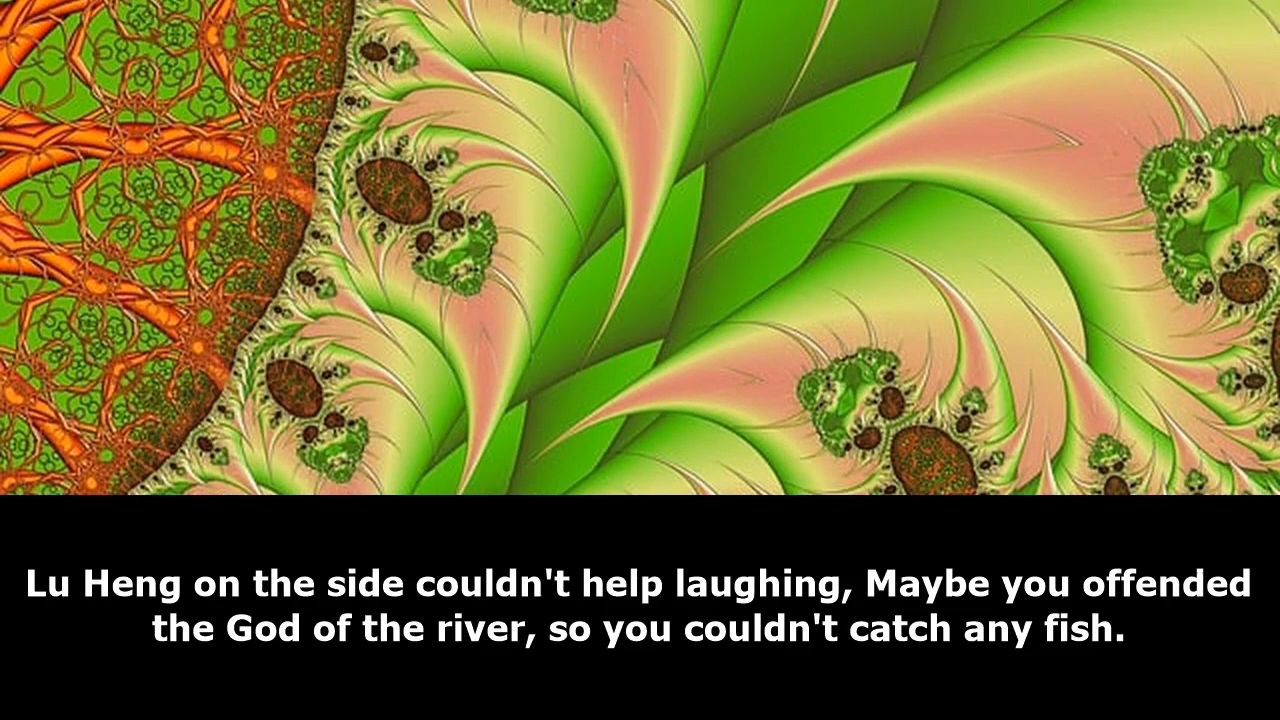 Lu Heng on the side couldn't help laughing, Maybe you offended
the God of the river, so you couldn't catch any fish.